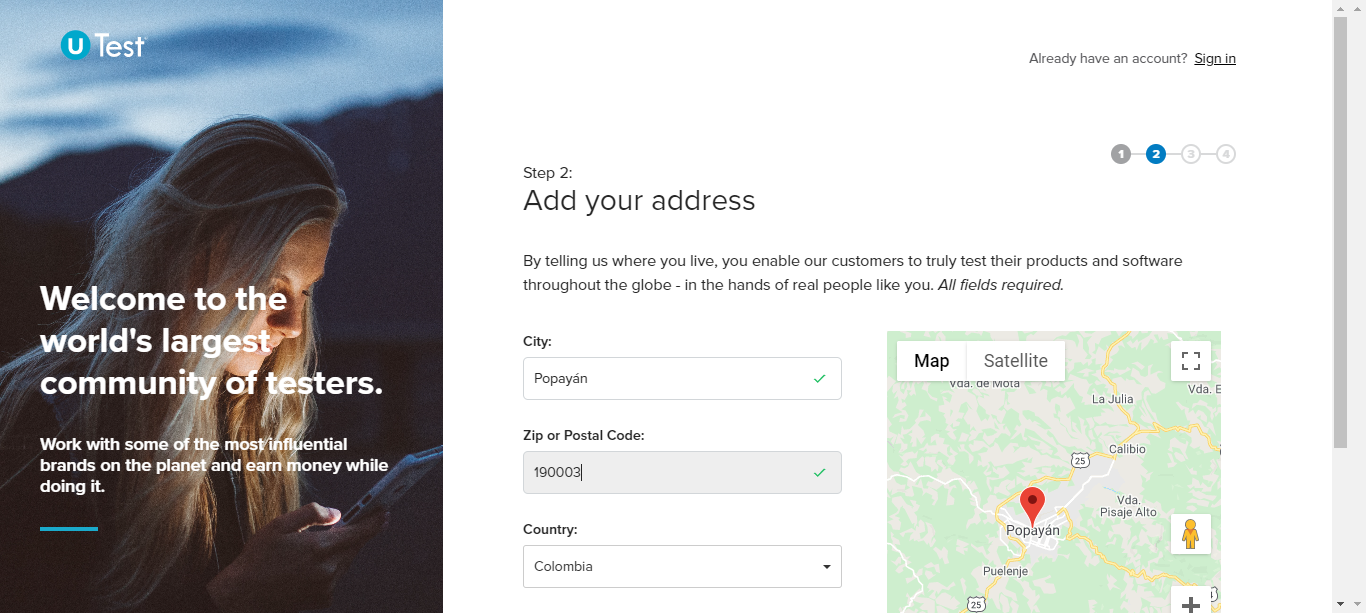 U Test
Already have an account? Sign in
1 2 3 4
Step 2:
Add your address
By telling us where you live, you enable our customers to truly test their products and software
throughout the globe - in the hands of real people like you. All fields required.
Welcome to the
world's largest
community of testers.
Work with some of the most influential
brands on the planet and earn money while
doing it.
City:
Popayán
Zip or Postal Code:
190003
Country:
Colombia
Map Satellite
Vda. de Mota
La Julia
Vda. E
Calibio
25
Vda.
Pisaje Alto
Popayán
Puelenje
25